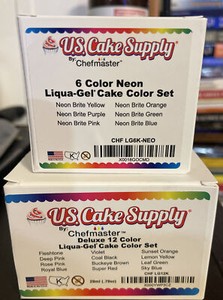 U.S. Cake Supply
By: Chefmaster
6 Color Neon
Liqua-Gel Cake Color Set
Neon Brite Yellow Neon Brite Orange
Neon Brite Purple Neon Brite Green
Neon Brite Pink Neon Brite Blue
CHF LG6K-NEO
U.S. Cake Supply
By: Chefmaster
Deluxe 12 Color
Liqua-Gel Cake Color Set
Fleshtone Violet Sunset Orange
Deep Pink Coal Black Lemon Yellow
Rose Pink Buckeye Brown Leaf Green
Royal Blue Super Red Sky Blue